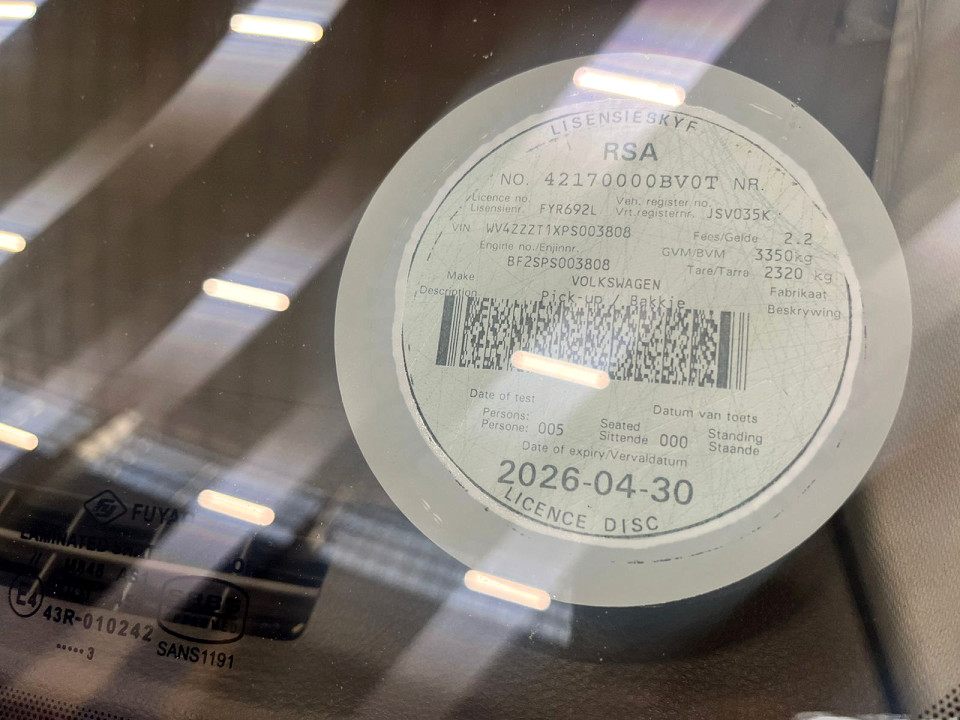 LISENSIESKYF
RSA
NO. 42170000BV0T NR.
Licence no. Lisensienr. FYR692L Veh. register no. Vrt.registernr. JSV035K
VIN WV4ZZZT1XPS003808 Fees/Gelde 2.2
Engine no./Enjinnr. GVM/BVM 3350kg
BF2SPS003808 Tare/Tarra 2320 kg
Make VOLKSWAGEN Fabrikaat
Description Pick-up / Bakkie Beskrywing
Date of test Datum van toets
Persons: Persone: 005 Seated Sittende 000 Standing Staande
Date of expiry/Vervaldatum
2026-04-30
LICENCE DISC
LAMINATED
E4
43R-010242
..... 3
SANS1191